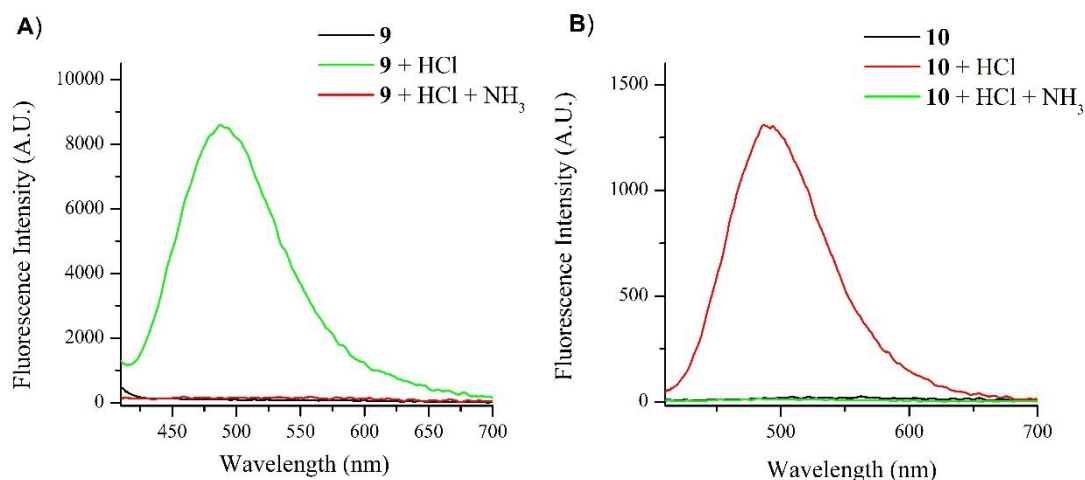 A)
9
9 + HCl
9 + HCl + NH3
10000
8000
6000
4000
2000
0
450 500 550 600 650 700
Fluorescence Intensity (A.U.)
Wavelength (nm)
B)
10
10 + HCl
10 + HCl + NH3
1500
1000
500
0
500 600 700
Fluorescence Intensity (A.U.)
Wavelength (nm)